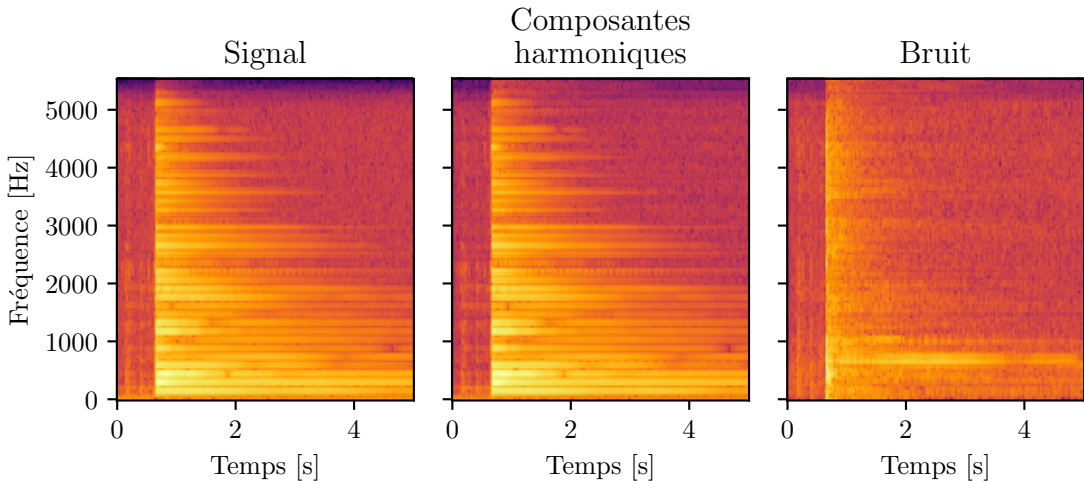 Signal
Composantes
harmoniques
Bruit
Fréquence [Hz]
5000
4000
3000
2000
1000
0
0 2 4
0 2 4
0 2 4
Temps [s]
Temps [s]
Temps [s]